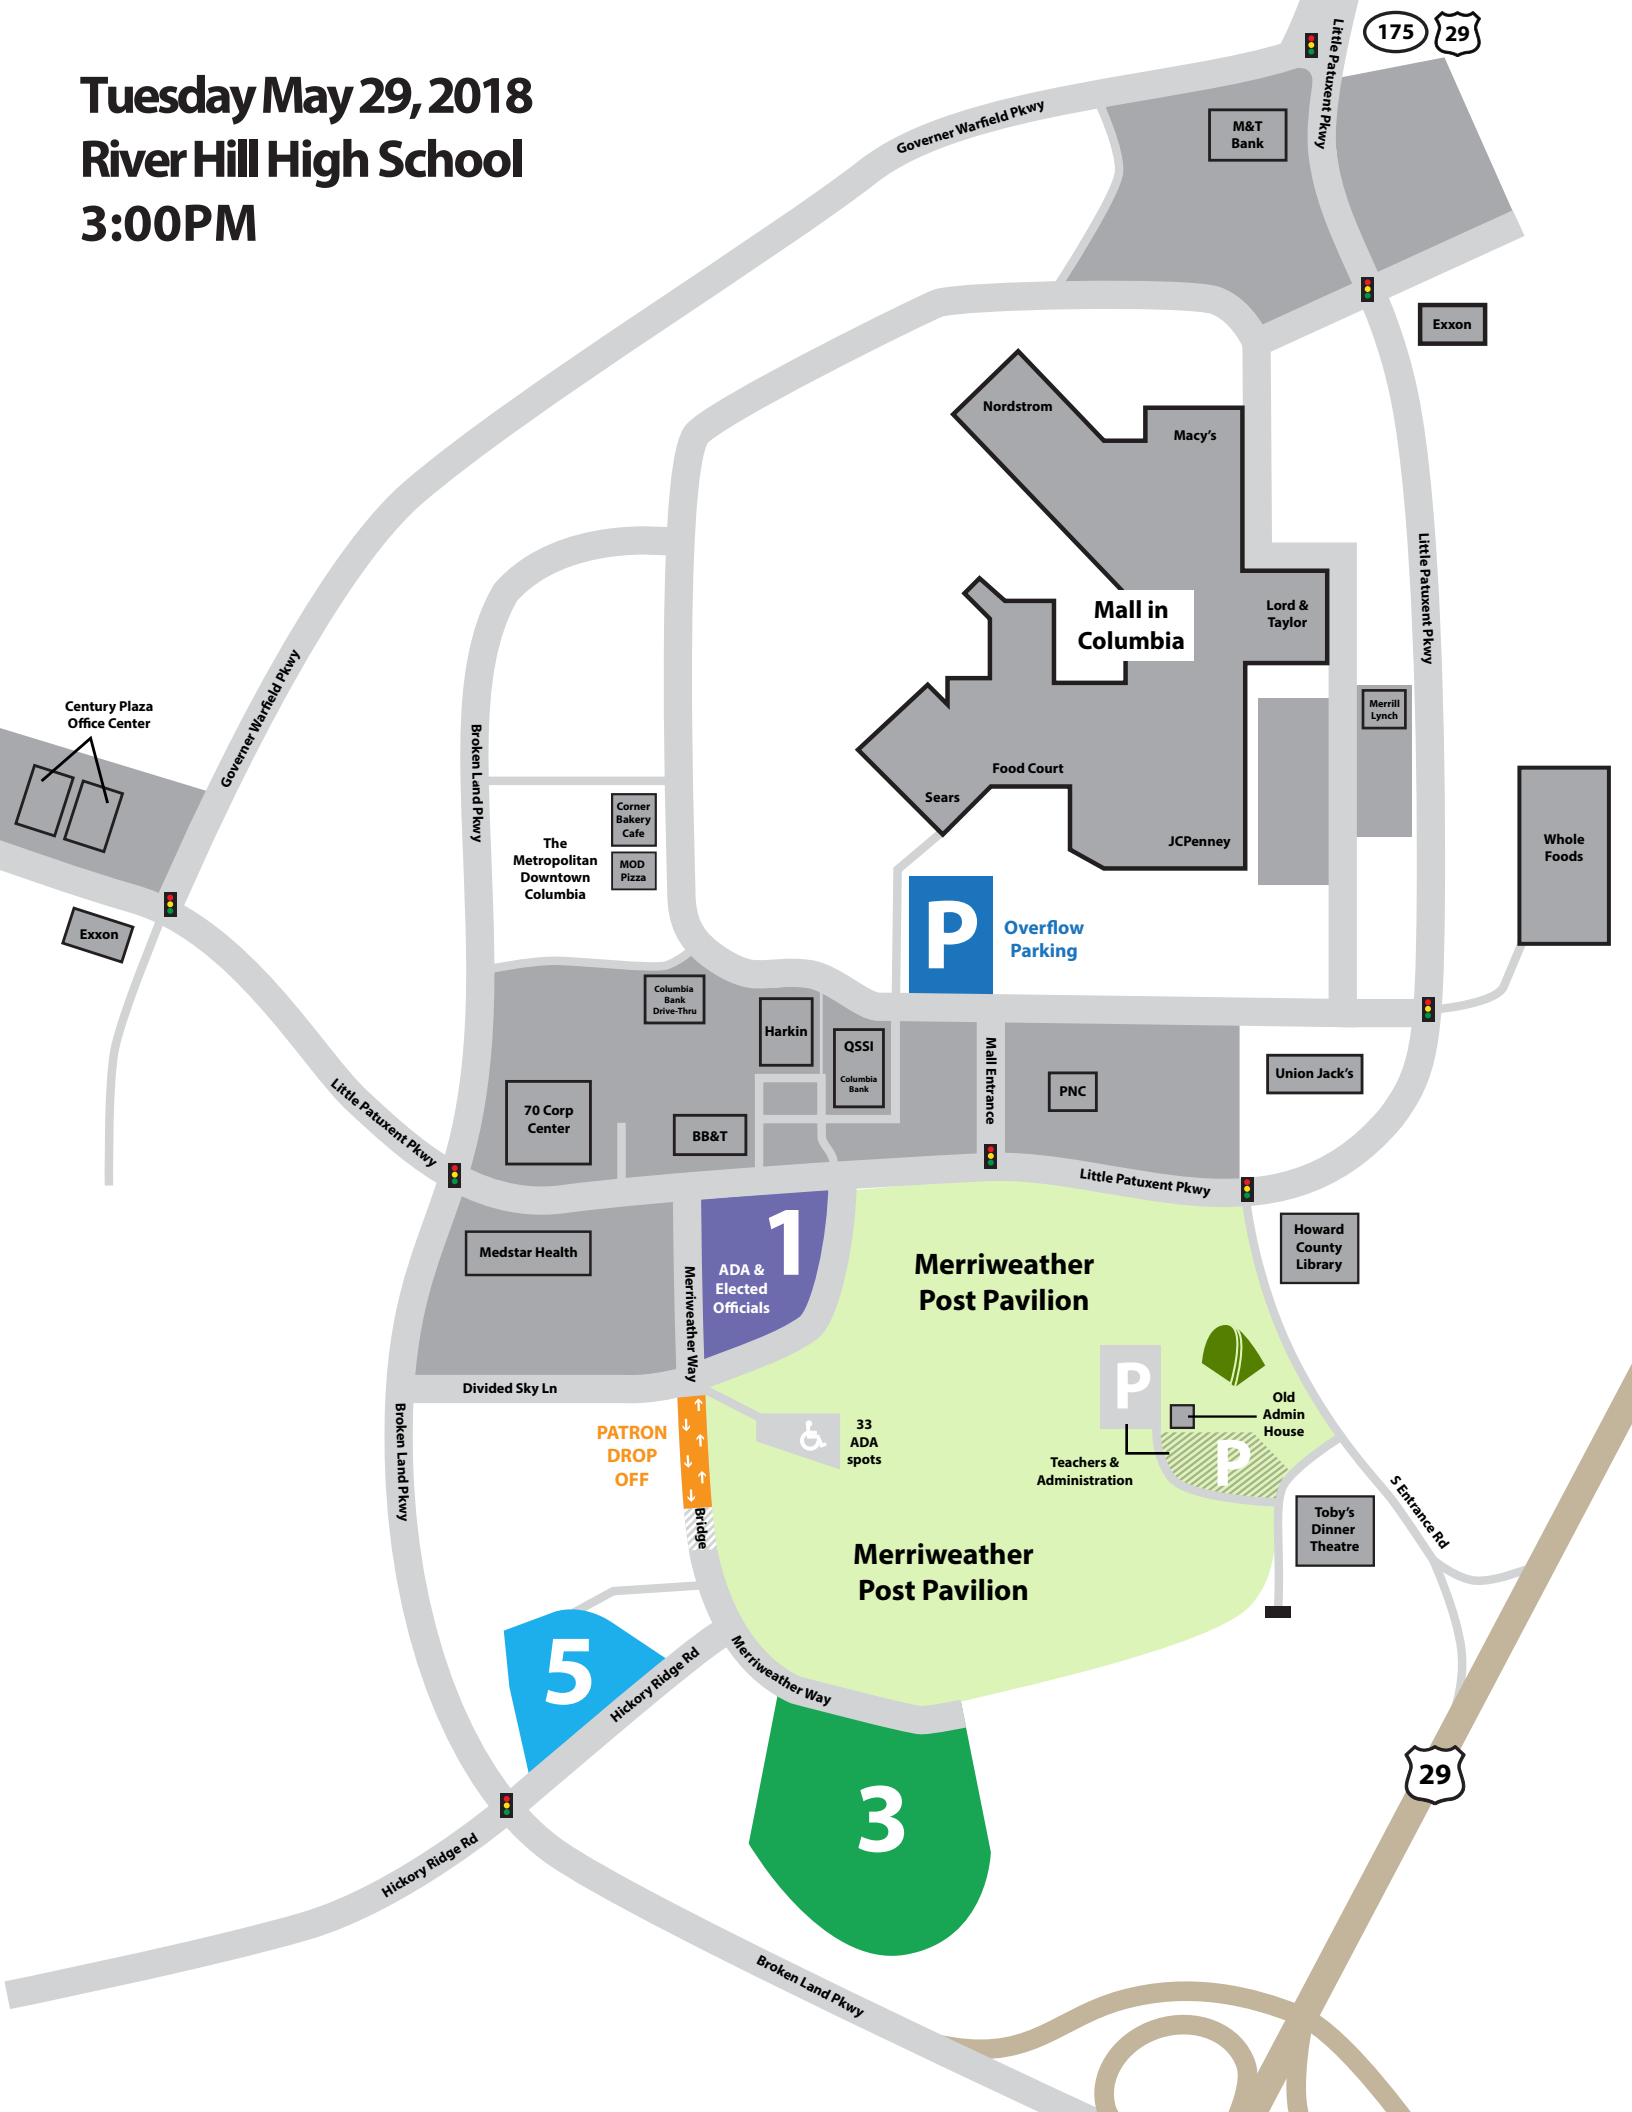 Tuesday May 29, 2018
River Hill High School
3:00PM
175
29
Little Patuxent Pkwy
Governer Warfield Pkwy
M&T
Bank
Exxon
Nordstrom
Macy's
Mall in
Columbia
Lord &
Taylor
Little Patuxent Pkwy
Merrill
Lynch
Food Court
Sears
JCPenney
Whole
Foods
Century Plaza
Office Center
Governer Warfield Pkwy
Broken Land Pkwy
Corner
Bakery
Cafe
MOD
Pizza
The
Metropolitan
Downtown
Columbia
Exxon
P
Overflow
Parking
Columbia
Bank
Drive-Thru
Harkin
QSSI
Columbia
Bank
Mall Entrance
PNC
Union Jack's
70 Corp
Center
BB&T
Little Patuxent Pkwy
Little Patuxent Pkwy
Medstar Health
Merriweather Way
1
ADA &
Elected
Officials
Merriweather
Post Pavilion
Howard
County
Library
Divided Sky Ln
Broken Land Pkwy
PATRON
DROP
OFF
33
ADA
spots
P
Old
Admin
House
P
Teachers &
Administration
Bridge
S Entrance Rd
Toby's
Dinner
Theatre
Merriweather
Post Pavilion
5
Hickory Ridge Rd
Merriweather Way
3
29
Hickory Ridge Rd
Broken Land Pkwy